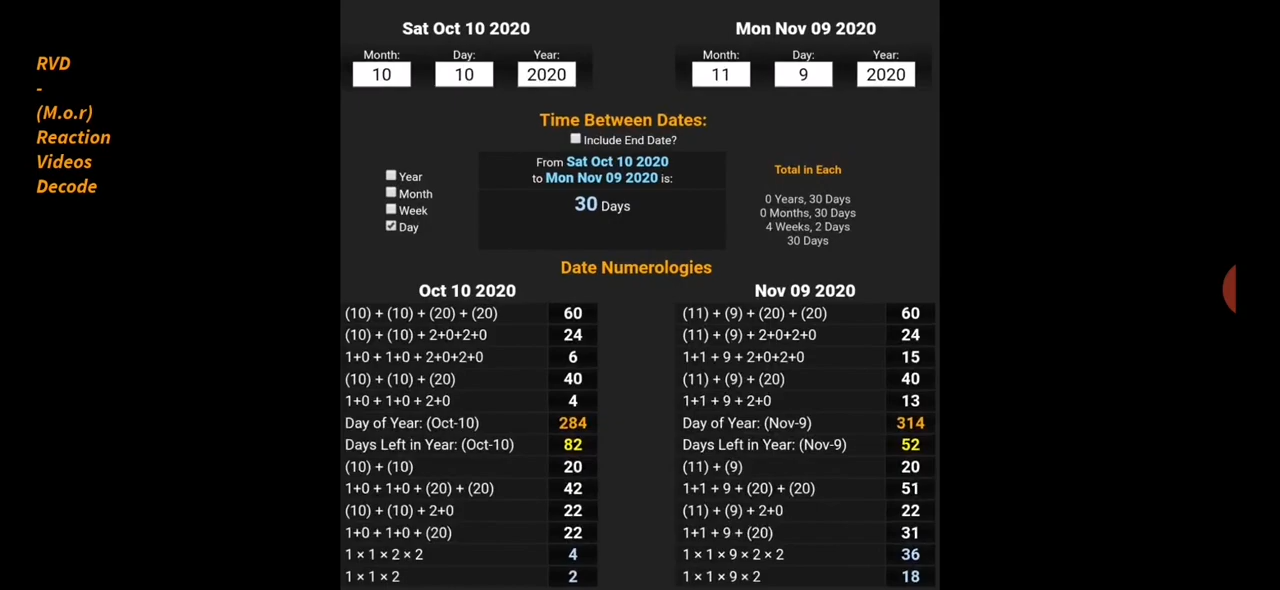 RVD
-
(M.o.r)
Reaction
Videos
Decode
Sat Oct 10 2020
Month: Day: Year:
10 10 2020
Mon Nov 09 2020
Month: Day: Year:
11 9 2020
Time Between Dates:
Include End Date?
Year
Month
Week
Day
From Sat Oct 10 2020
to Mon Nov 09 2020 is:
30 Days
Total in Each
0 Years, 30 Days
0 Months, 30 Days
4 Weeks, 2 Days
30 Days
Date Numerologies
Oct 10 2020
(10) + (10) + (20) + (20) 60
(10) + (10) + 2+0+2+0 24
1+0 + 1+0 + 2+0+2+0 6
(10) + (10) + (20) 40
1+0 + 1+0 + 2+0 4
Day of Year: (Oct-10) 284
Days Left in Year: (Oct-10) 82
(10) + (10) 20
1+0 + 1+0 + (20) + (20) 42
(10) + (10) + 2+0 22
1+0 + 1+0 + (20) 22
1 × 1 × 2 × 2 4
1 × 1 × 2 2
Nov 09 2020
(11) + (9) + (20) + (20) 60
(11) + (9) + 2+0+2+0 24
1+1 + 9 + 2+0+2+0 15
(11) + (9) + (20) 40
1+1 + 9 + 2+0 13
Day of Year: (Nov-9) 314
Days Left in Year: (Nov-9) 52
(11) + (9) 20
1+1 + 9 + (20) + (20) 51
(11) + (9) + 2+0 22
1+1 + 9 + (20) 31
1 × 1 × 9 × 2 × 2 36
1 × 1 × 9 × 2 18